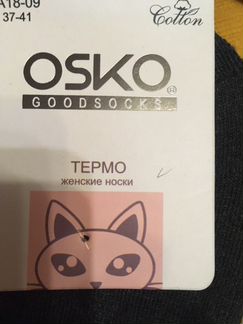 A18-09
37-41
Cotton
OSKO®
GOODSOCKS
ТЕРМО
женские носки